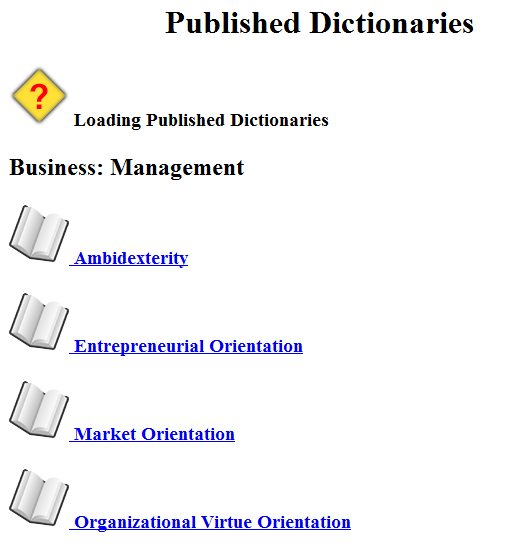 Published Dictionaries
?
Loading Published Dictionaries
Business: Management
Ambidexterity
Entrepreneurial Orientation
Market Orientation
Organizational Virtue Orientation